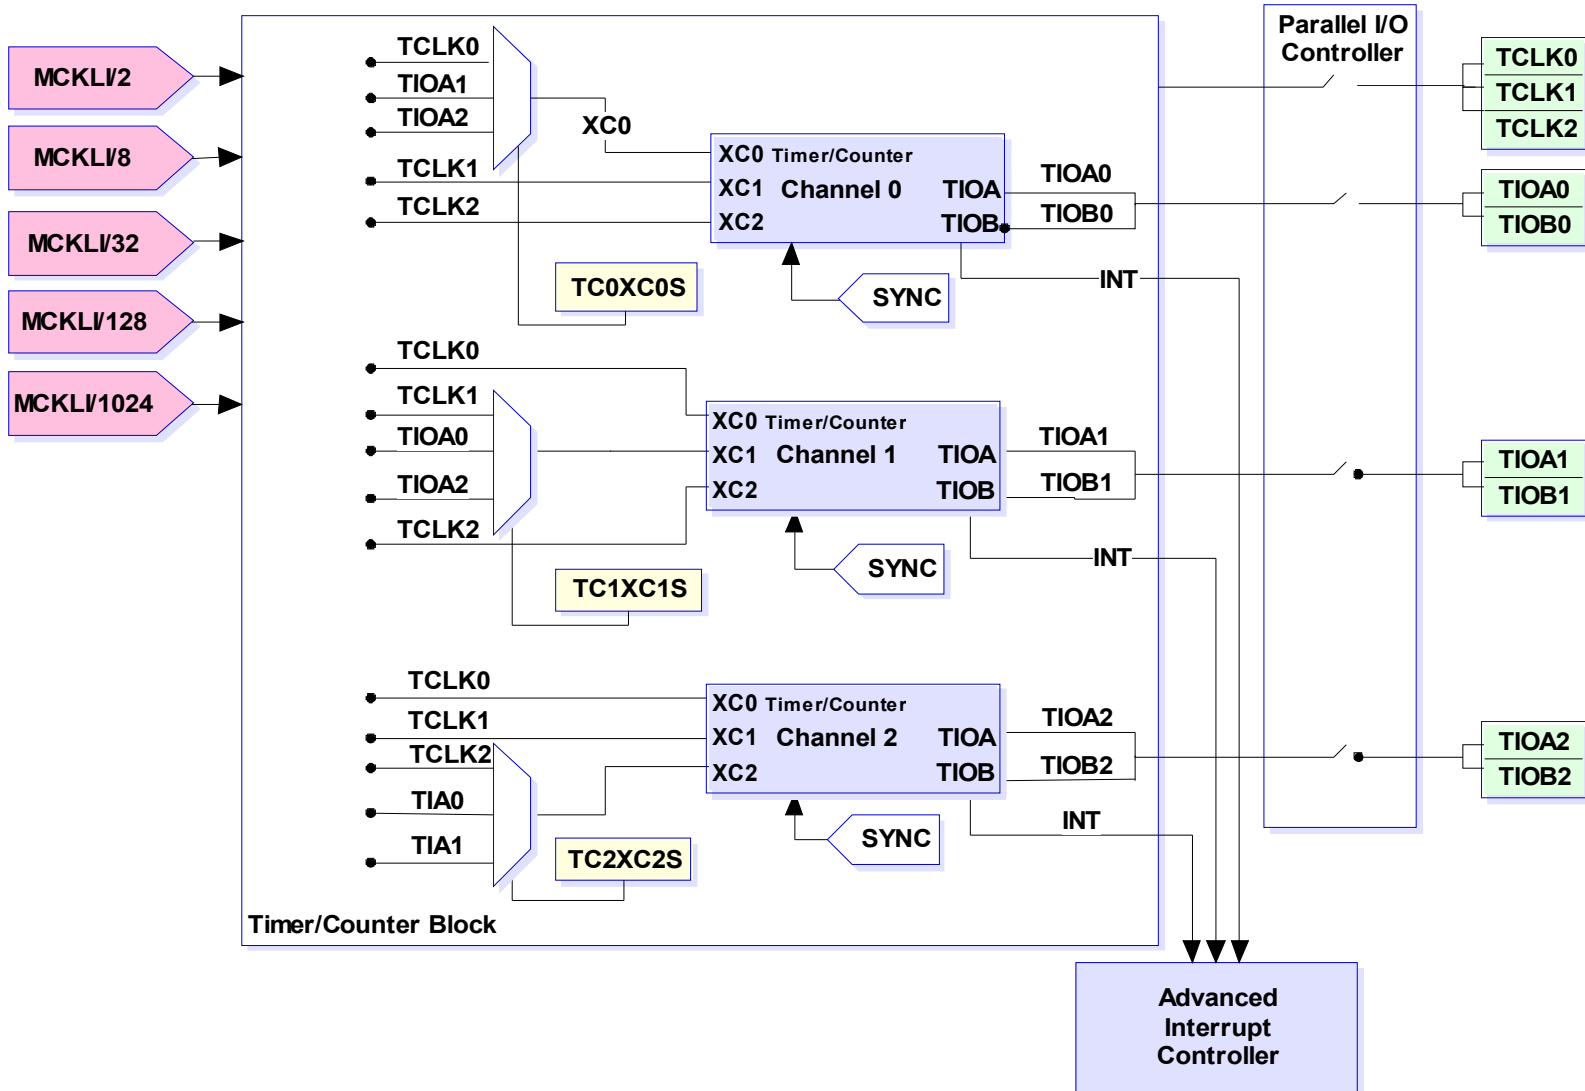 MCKLI/2
MCKLI/8
MCKLI/32
MCKLI/128
MCKLI/1024
TCLK0
TIOA1
TIOA2
TCLK1
TCLK2
XC0
XC0 Timer/Counter
XC1 Channel 0 TIOA
XC2 TIOB
TIOA0
TIOB0
TC0XC0S
SYNC
INT
TCLK0
TCLK1
TIOA0
TIOA2
TCLK2
XC0 Timer/Counter
XC1 Channel 1 TIOA
XC2 TIOB
TIOA1
TIOB1
TC1XC1S
SYNC
INT
TCLK0
TCLK1
TCLK2
TIA0
TIA1
XC0 Timer/Counter
XC1 Channel 2 TIOA
XC2 TIOB
TIOA2
TIOB2
TC2XC2S
SYNC
INT
Timer/Counter Block
Parallel I/O
Controller
TCLK0
TCLK1
TCLK2
TIOA0
TIOB0
TIOA1
TIOB1
TIOA2
TIOB2
Advanced
Interrupt
Controller